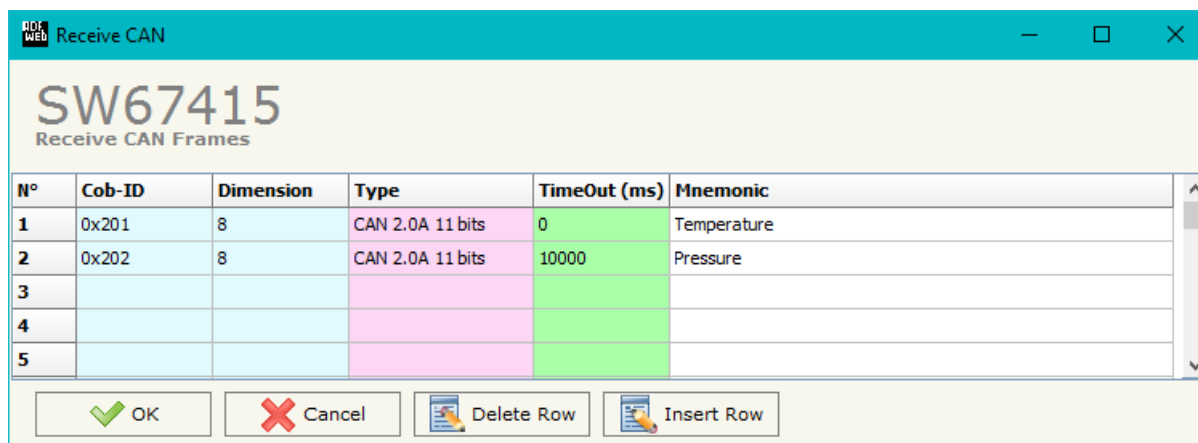 ADF web Receive CAN
SW67415
Receive CAN Frames
N° Cob-ID Dimension Type TimeOut (ms) Mnemonic
1 0x201 8 CAN 2.0A 11 bits 0 Temperature
2 0x202 8 CAN 2.0A 11 bits 10000 Pressure
3
4
5
OK Cancel Delete Row Insert Row